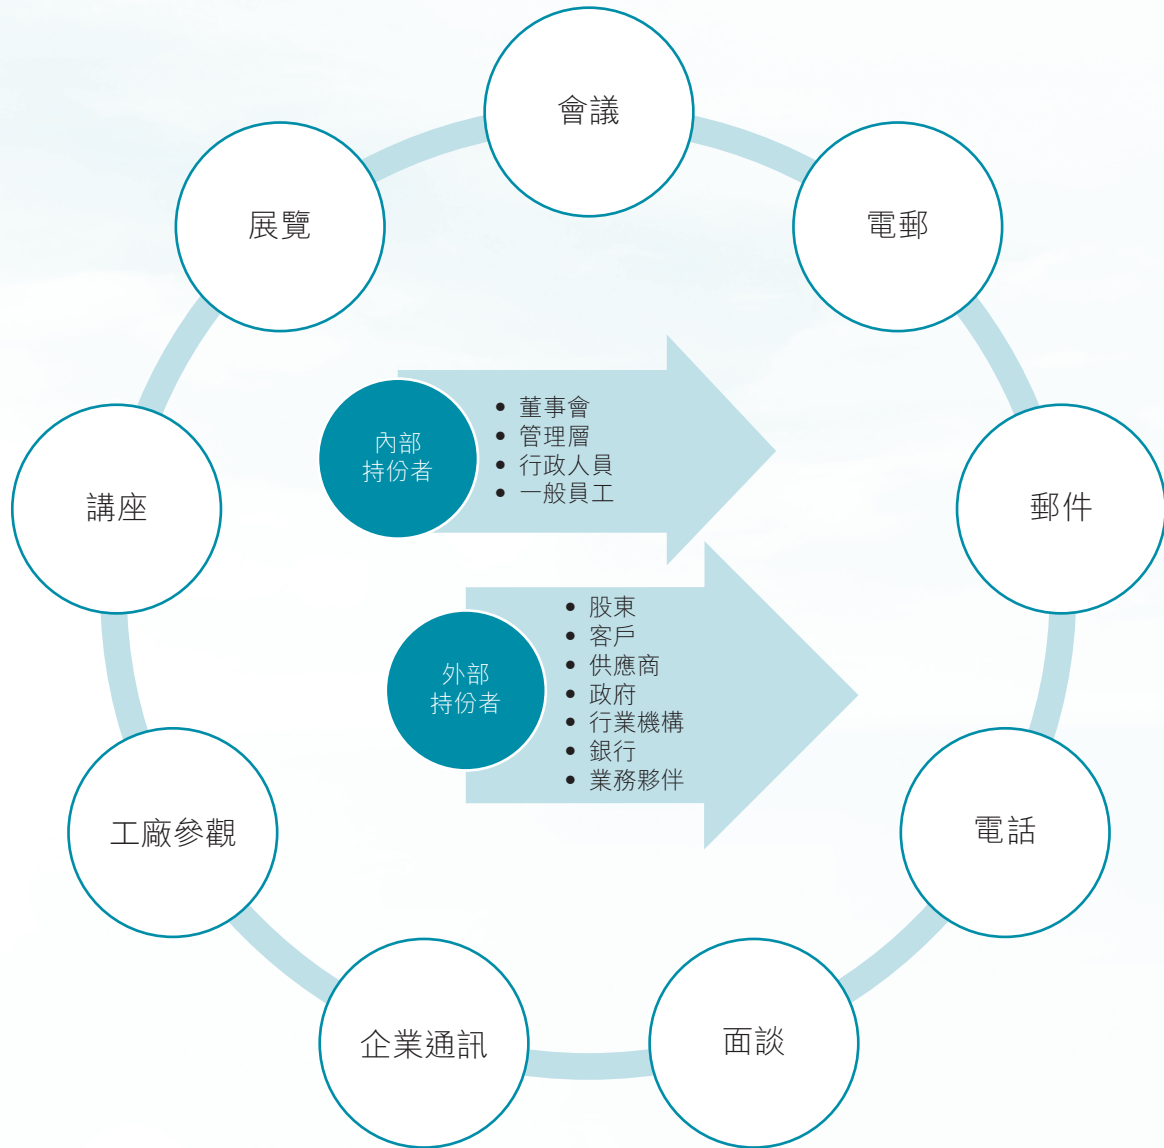 會議
電郵
郵件
電話
面談
企業通訊
工廠參觀
講座
展覽
內部
持份者
• 董事會
• 管理層
• 行政人員
• 一般員工
外部
持份者
• 股東
• 客戶
• 供應商
• 政府
• 行業機構
• 銀行
• 業務夥伴